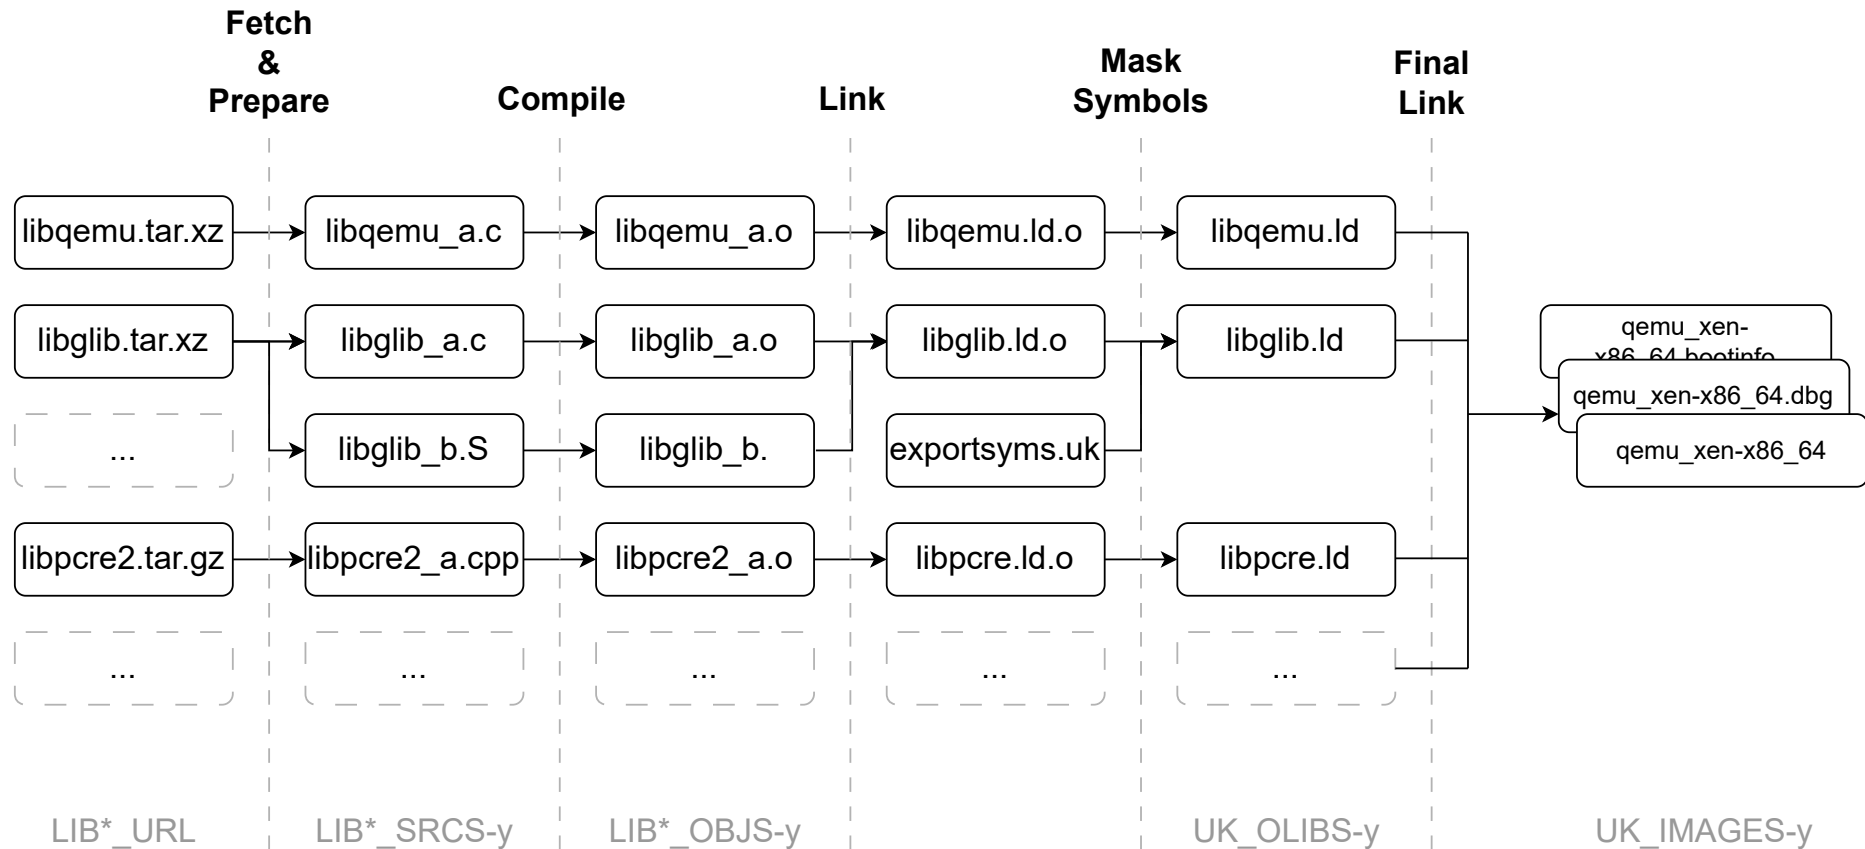 Fetch
&
Prepare
Compile
Link
Mask
Symbols
Final
Link
libqemu.tar.xz
libqemu_a.c
libqemu_a.o
libqemu.ld.o
libqemu.ld
libglib.tar.xz
libglib_a.c
libglib_a.o
libglib.ld.o
libglib.ld
qemu_xen-
x86_64.bootinfo
qemu_xen-x86_64.dbg
qemu_xen-x86_64
...
libglib_b.S
libglib_b.
exportsyms.uk
libpcre2.tar.gz
libpcre2_a.cpp
libpcre2_a.o
libpcre.ld.o
libpcre.ld
...
...
...
...
...
LIB*_URL
LIB*_SRCS-y
LIB*_OBJS-y
UK_OLIBS-y
UK_IMAGES-y